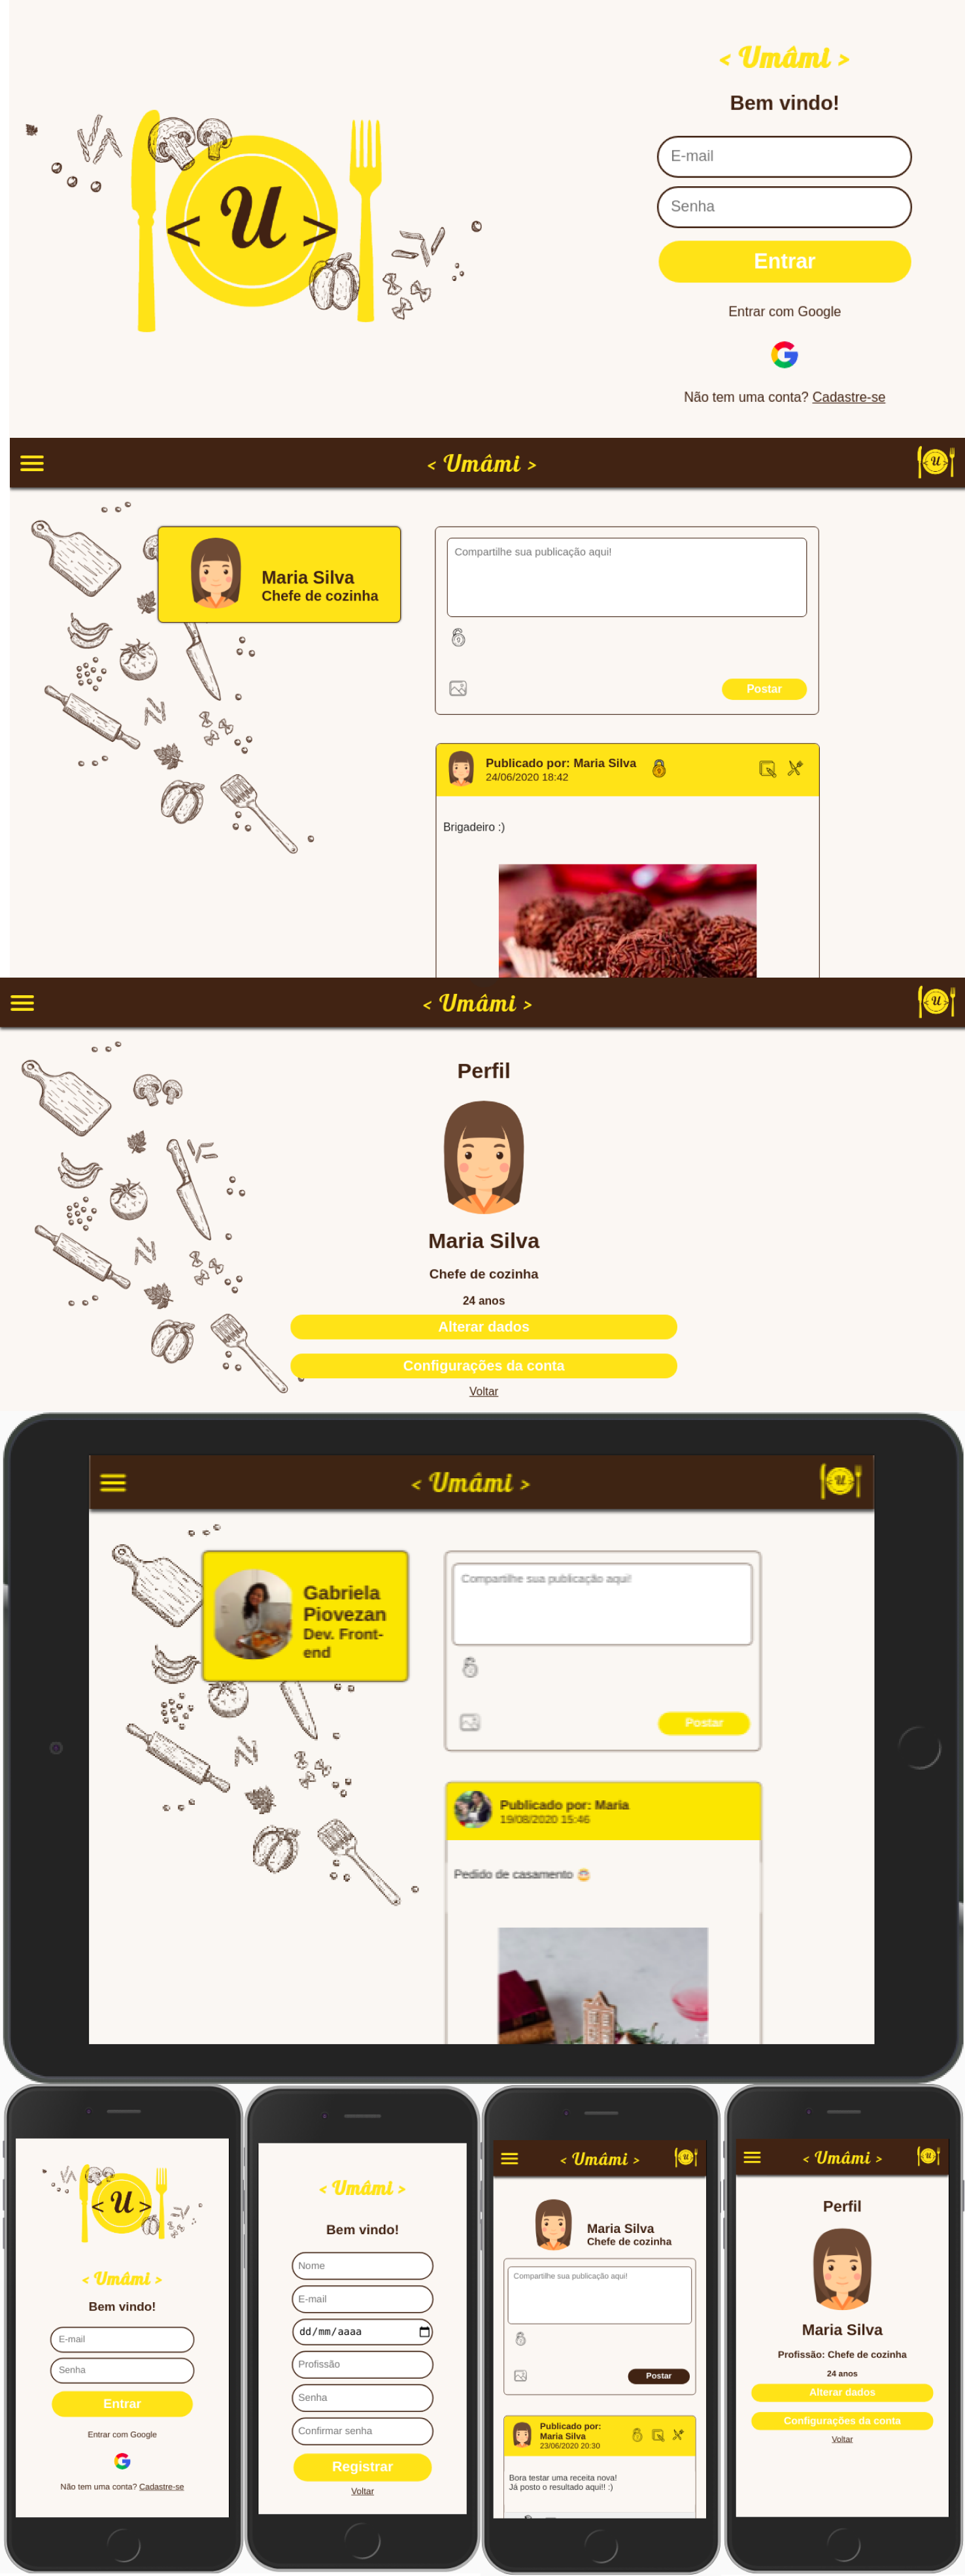 < Umâmi >
Bem vindo!
E-mail
Senha
Entrar
Entrar com Google
Não tem uma conta? Cadastre-se
< U >
< Umâmi >
< U >
Maria Silva
Chefe de cozinha
Compartilhe sua publicação aqui!
Postar
Publicado por: Maria Silva
24/06/2020 18:42
Brigadeiro :)
< Umâmi >
< U >
Perfil
Maria Silva
Chefe de cozinha
24 anos
Alterar dados
Configurações da conta
Voltar
< Umâmi >
< U >
Gabriela
Piovezan
Dev. Front-
end
Compartilhe sua publicação aqui!
Postar
Publicado por: Maria
19/08/2020 15:46
Pedido de casamento 🎅
< U >
< Umâmi >
Bem vindo!
E-mail
Senha
Entrar
Entrar com Google
Não tem uma conta? Cadastre-se
< Umâmi >
Bem vindo!
Nome
E-mail
dd/mm/aaaa
Profissão
Senha
Confirmar senha
Registrar
Voltar
< Umâmi >
< U >
Maria Silva
Chefe de cozinha
Compartilhe sua publicação aqui!
Postar
Publicado por:
Maria Silva
23/06/2020 20:30
Bora testar uma receita nova!
Já posto o resultado aqui!! :)
< Umâmi >
< U >
Perfil
Maria Silva
Profissão: Chefe de cozinha
24 anos
Alterar dados
Configurações da conta
Voltar